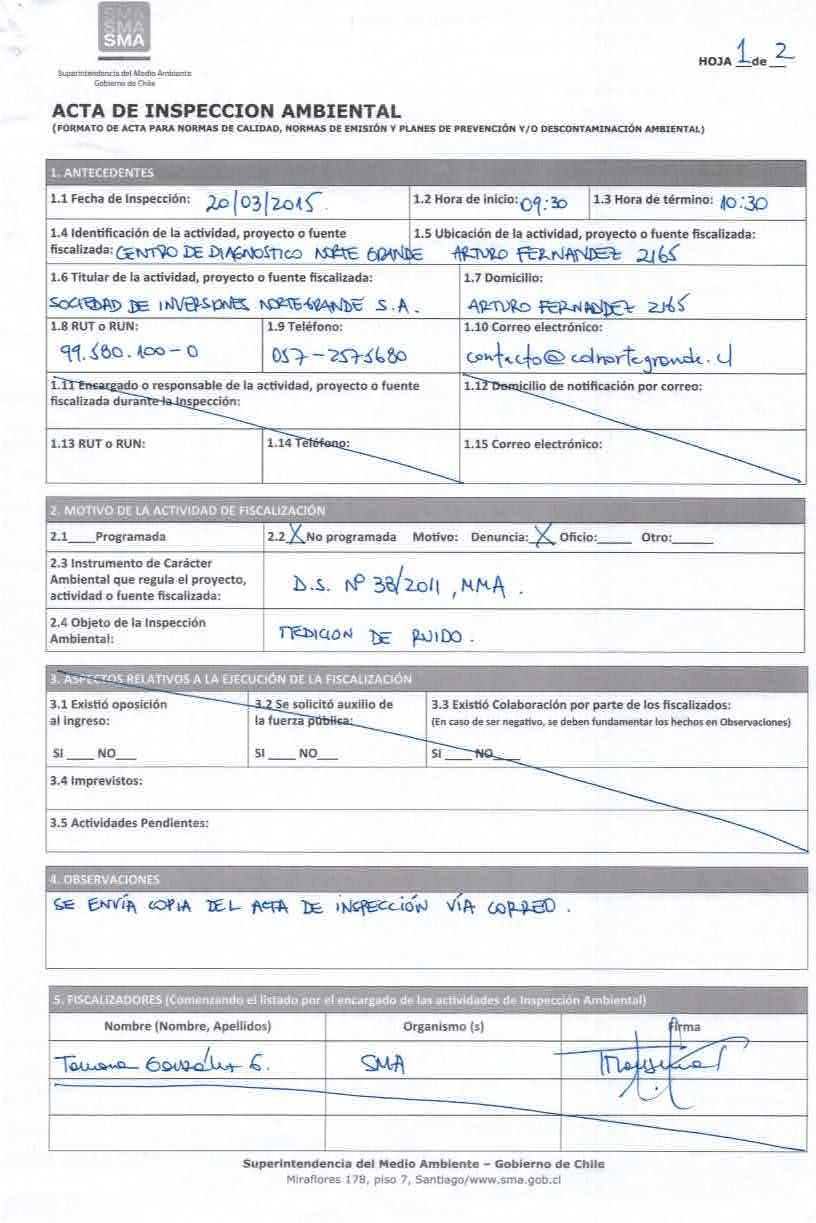 SMA
SMA
SMA
Superintendencia del Medio Ambiente
Gobierno de Chile
HOJA 1 de 2
ACTA DE INSPECCION AMBIENTAL
(FORMATO DE ACTA PARA NORMAS DE CALIDAD, NORMAS DE EMISIÓN Y PLANES DE PREVENCIÓN Y/O DESCONTAMINACIÓN AMBIENTAL)
1. ANTECEDENTES
1.1 Fecha de Inspección: 20/03/2015.
1.2 Hora de inicio: 09:30
1.3 Hora de término: 10:30
1.4 Identificación de la actividad, proyecto o fuente
fiscalizada: CENTRO DE DIAGNOSTICO NORTE GRANDE
1.5 Ubicación de la actividad, proyecto o fuente fiscalizada:
ARTURO FERNANDEZ 2165
1.6 Titular de la actividad, proyecto o fuente fiscalizada:
SOCIEDAD DE INVERSIONES NORTE GRANDE S.A.
1.7 Domicilio:
ARTURO FERNANDEZ 2165
1.8 RUT o RUN:
99.580.100-0
1.9 Teléfono:
057-2575680
1.10 Correo electrónico:
contacto@cdnortegrande.cl
1.11 Encargado o responsable de la actividad, proyecto o fuente
fiscalizada durante la Inspección:
1.12 Domicilio de notificación por correo:
1.13 RUT o RUN:
1.14 Teléfono:
1.15 Correo electrónico:
2. MOTIVO DE LA ACTIVIDAD DE FISCALIZACIÓN
2.1____Programada
2.2 X No programada Motivo: Denuncia: X Oficio:_____ Otro:______
2.3 Instrumento de Carácter
Ambiental que regula el proyecto,
actividad o fuente fiscalizada:
D.S. Nº 38/2011, MMA.
2.4 Objeto de la Inspección
Ambiental:
MEDICION DE RUIDO.
3. ASPECTOS RELATIVOS A LA EJECUCIÓN DE LA FISCALIZACIÓN
3.1 Existió oposición
al ingreso:
SI ____ NO___
3.2 Se solicitó auxilio de
la fuerza pública:
SI ____ NO___
3.3 Existió Colaboración por parte de los fiscalizados:
(En caso de ser negativo, se deben fundamentar los hechos en Observaciones)
SI ____ NO____
3.4 Imprevistos:
3.5 Actividades Pendientes:
4. OBSERVACIONES
SE ENVÍA COPIA DEL ACTA DE INSPECCIÓN VÍA CORREO.
5. FISCALIZADORES (Comenzando el listado por el encargado de las actividades de Inspección Ambiental)
Nombre (Nombre, Apellidos)
Organismo (s)
Firma
González G.
SMA
Superintendencia del Medio Ambiente – Gobierno de Chile
Miraflores 178, piso 7, Santiago/www.sma.gob.cl